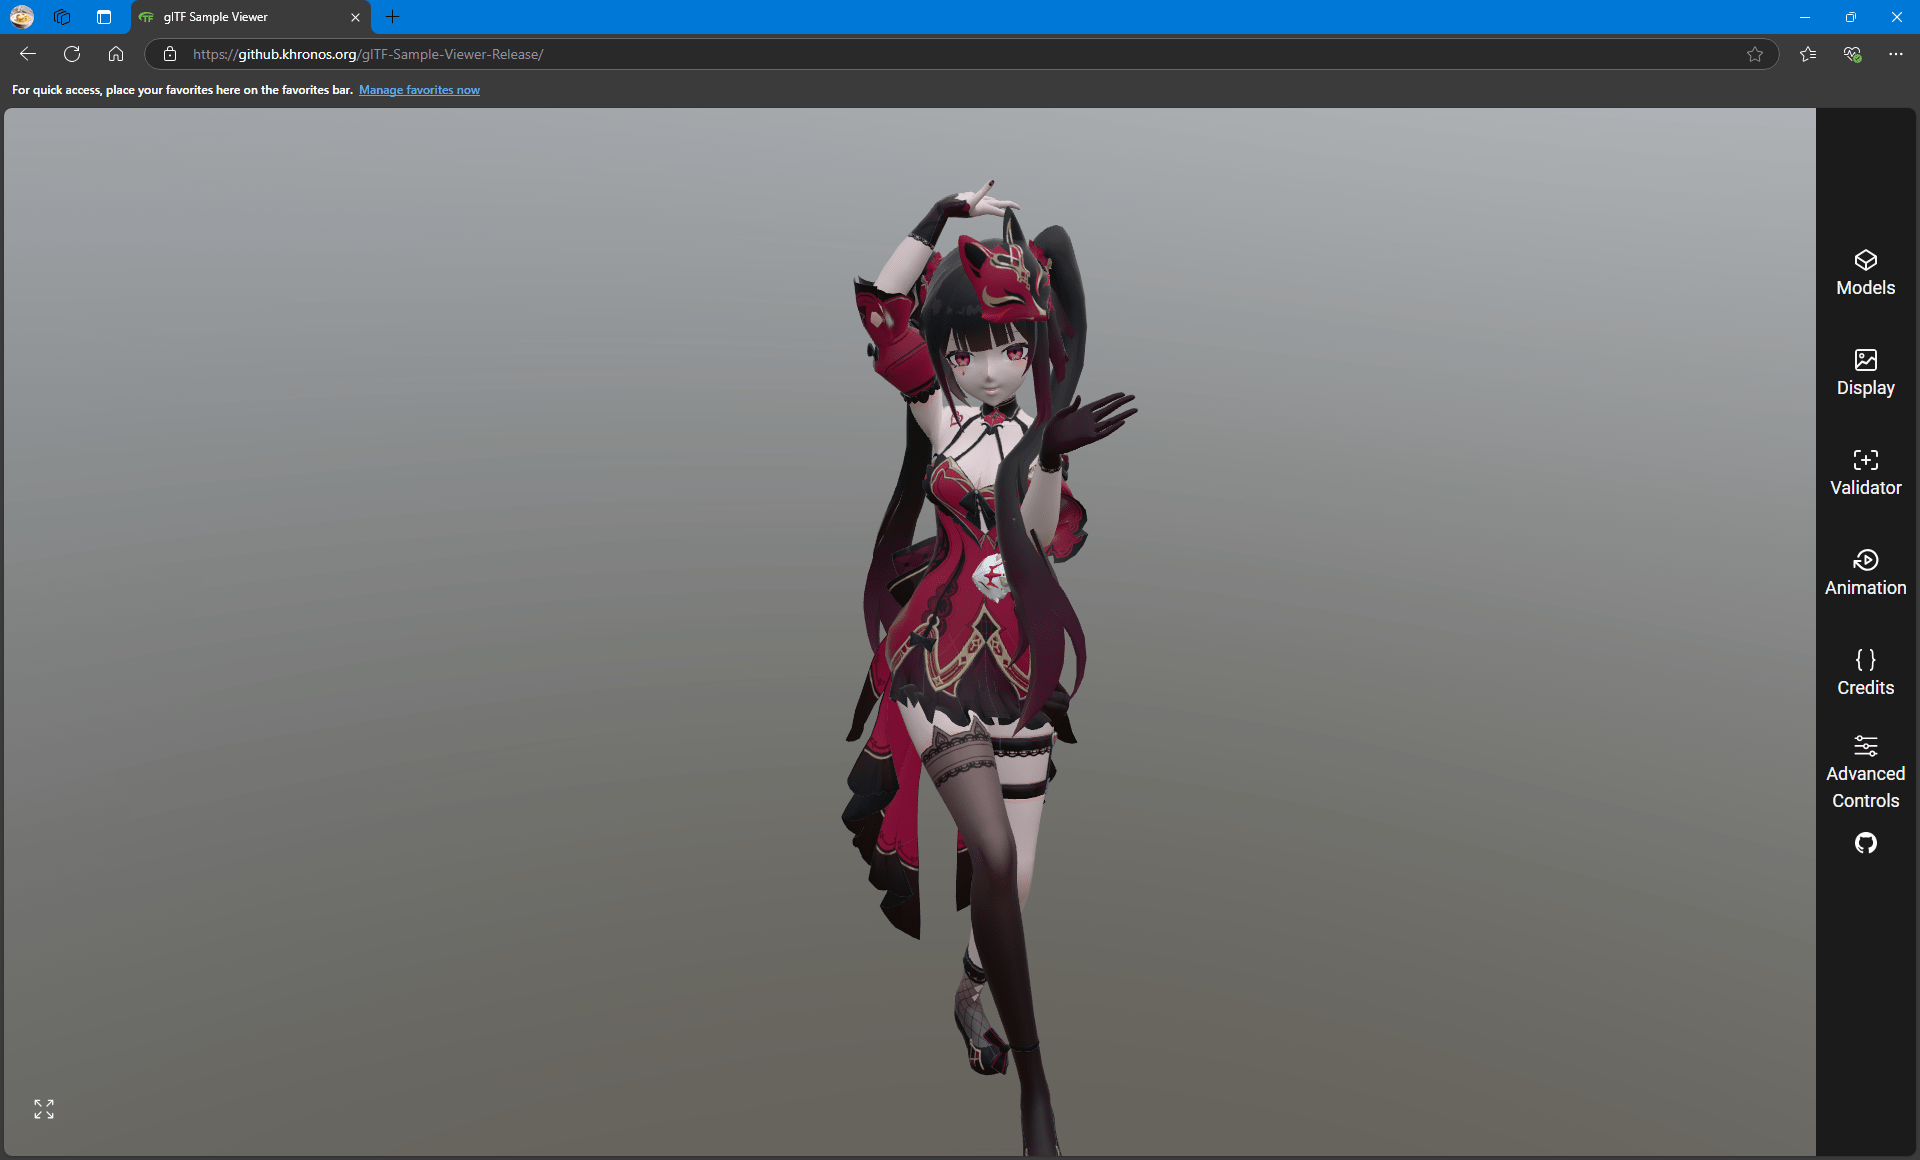 glTF Sample Viewer
https://github.khronos.org/glTF-Sample-Viewer-Release/
For quick access, place your favorites here on the favorites bar. Manage favorites now
Models
Display
Validator
Animation
Credits
Advanced
Controls